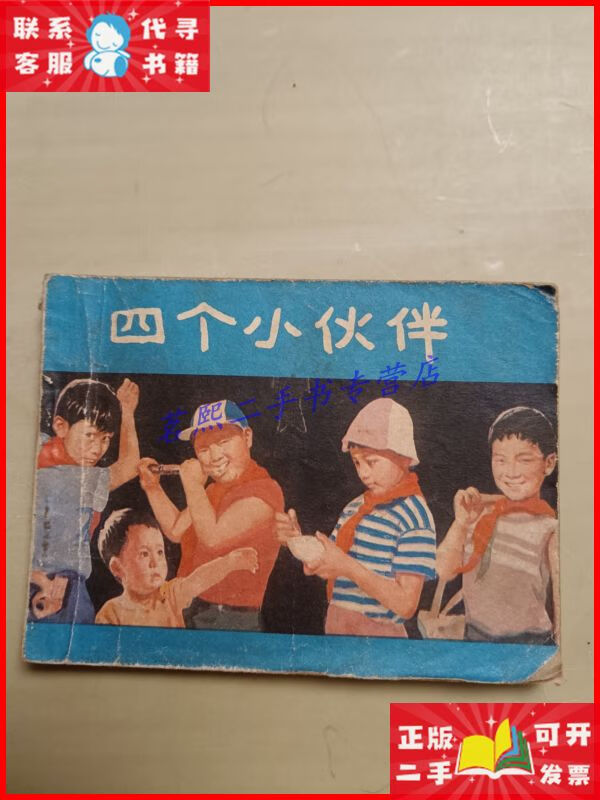 联系 代寻
客服 书籍
四个小伙伴
茗熙二手书专营店
正版 可开
二手 发票